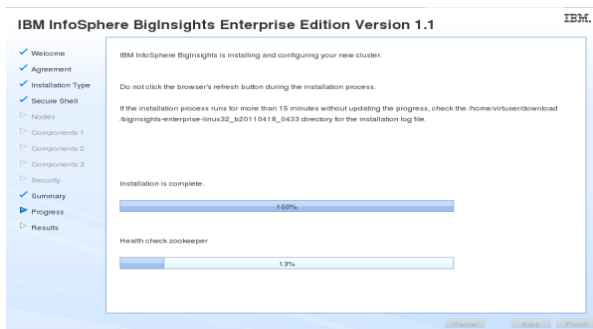 IBM InfoSphere BigInsights Enterprise Edition Version 1.1
IBM.
Welcome
Agreement
Installation Type
Secure Shell
Nodes
Components 1
Components 2
Components 3
Security
Summary
Progress
Results
IBM InfoSphere BigInsights is installing and configuring your new cluster.
Do not click the browser's refresh button during the installation process.
If the installation process runs for more than 15 minutes without updating the progress, check the /home/virtuser/download
/biginsights-enterprise-linux32_b20110418_0433 directory for the installation log file.
Installation is complete.
100%
Health check zookeeper
13%
Cancel Back Finish